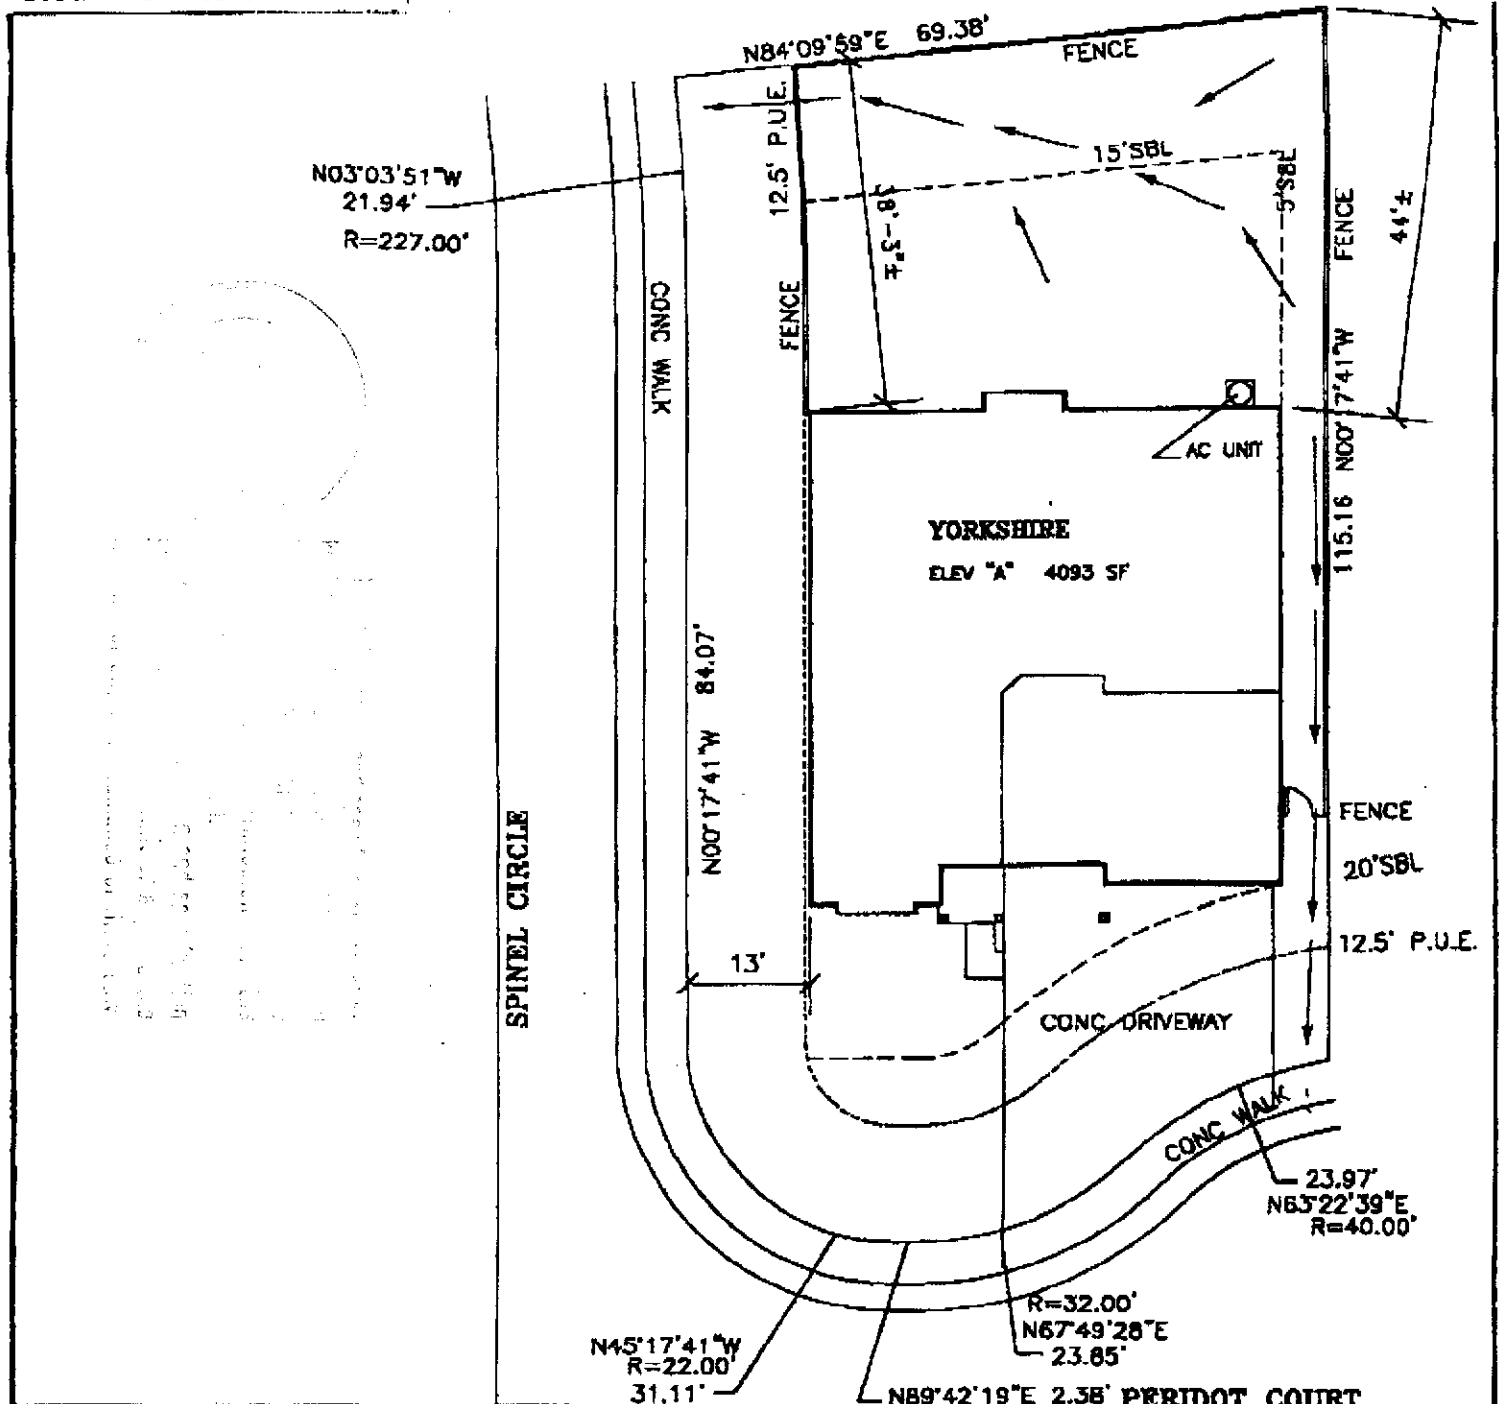 N84°09'59"E 69.38'
FENCE
12.5' P.U.E.
15'SBL
5'SBL
N03°03'51"W
21.94'
R=227.00'
38'-3"±
FENCE
44'±
CONC WALK
FENCE
115.16 N00°17'41"W
AC UNIT
YORKSHIRE
ELEV "A" 4093 SF
N00°17'41"W 84.07'
SPINEL CIRCLE
FENCE
20'SBL
12.5' P.U.E.
13'
CONC DRIVEWAY
CONC WALK
23.97'
N63°22'39"E
R=40.00'
R=32.00'
N67°49'28"E
23.85'
N45°17'41"W
R=22.00'
31.11'
N89°42'19"E 2.38' PERIDOT COURT